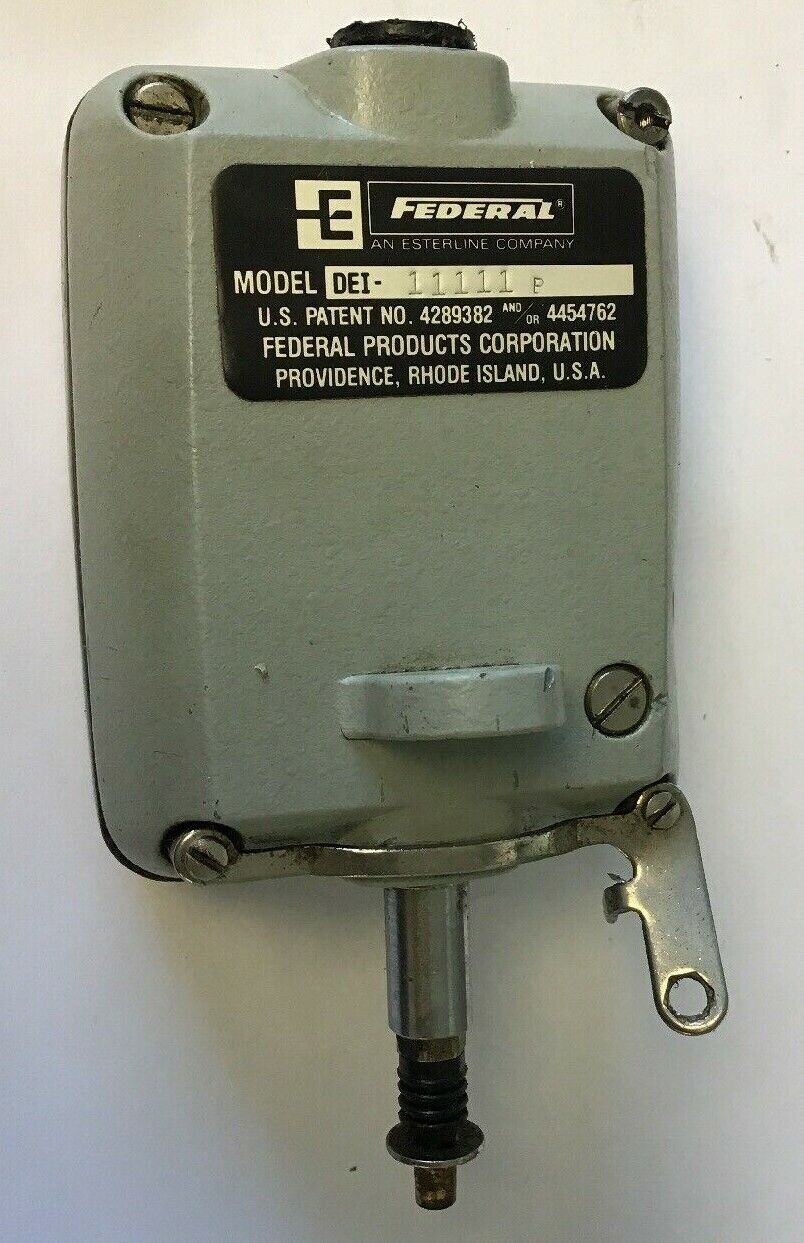 FEDERAL®
AN ESTERLINE COMPANY
MODEL DEI- 11111 P
U.S. PATENT NO. 4289382 AND/OR 4454762
FEDERAL PRODUCTS CORPORATION
PROVIDENCE, RHODE ISLAND, U.S.A.